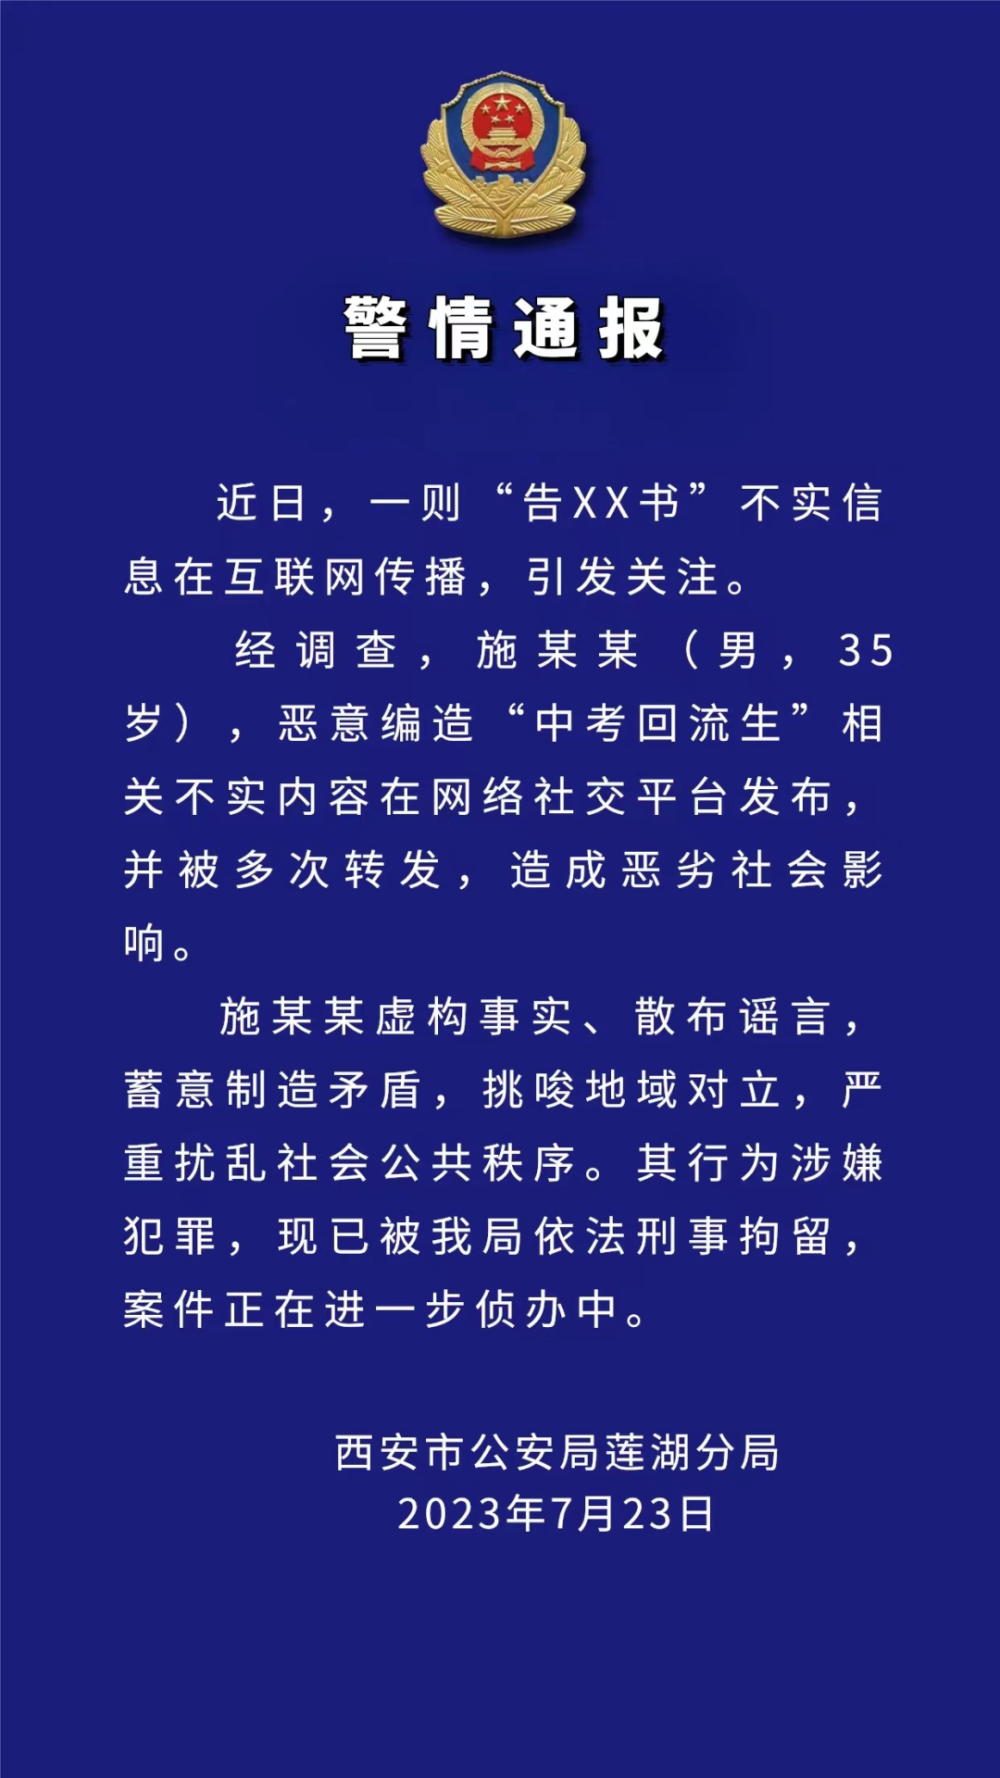 警情通报
近日，一则“告XX书”不实信
息在互联网传播，引发关注。
经调查，施某某（男，35
岁），恶意编造“中考回流生”相
关不实内容在网络社交平台发布，
并被多次转发，造成恶劣社会影
响。
施某某虚构事实、散布谣言，
蓄意制造矛盾，挑唆地域对立，严
重扰乱社会公共秩序。其行为涉嫌
犯罪，现已被我局依法刑事拘留，
案件正在进一步侦办中。
西安市公安局莲湖分局
2023年7月23日